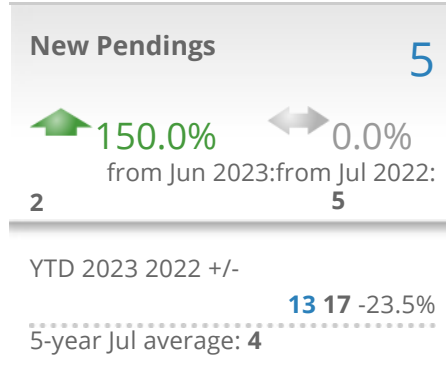 New Pendings 5
150.0% 0.0%
from Jun 2023:from Jul 2022:
2 5
YTD 2023 2022 +/-
13 17 -23.5%
5-year Jul average: 4